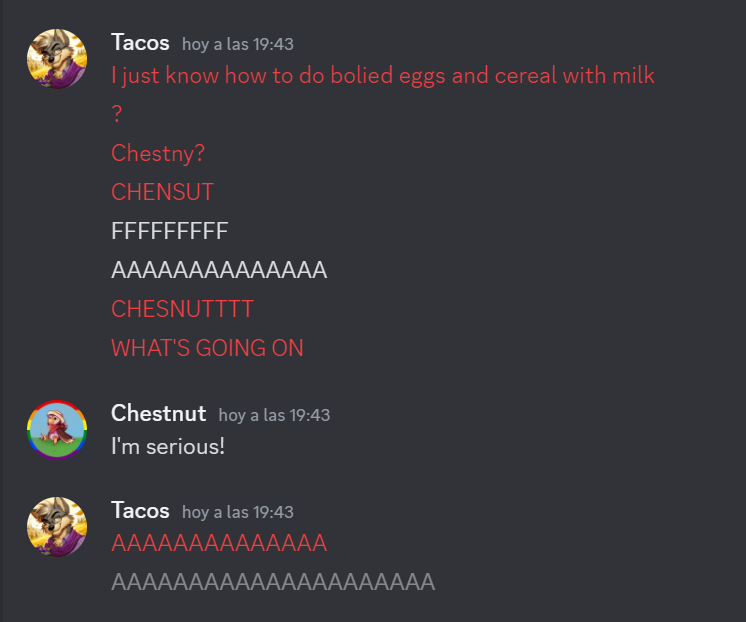 Tacos hoy a las 19:43
I just know how to do bolied eggs and cereal with milk
?
Chestny?
CHENSUT
FFFFFFFFF
AAAAAAAAAAAAAA
CHESNUTTTT
WHAT'S GOING ON
Chestnut hoy a las 19:43
I'm serious!
Tacos hoy a las 19:43
AAAAAAAAAAAAAA
AAAAAAAAAAAAAAAAAAAAA